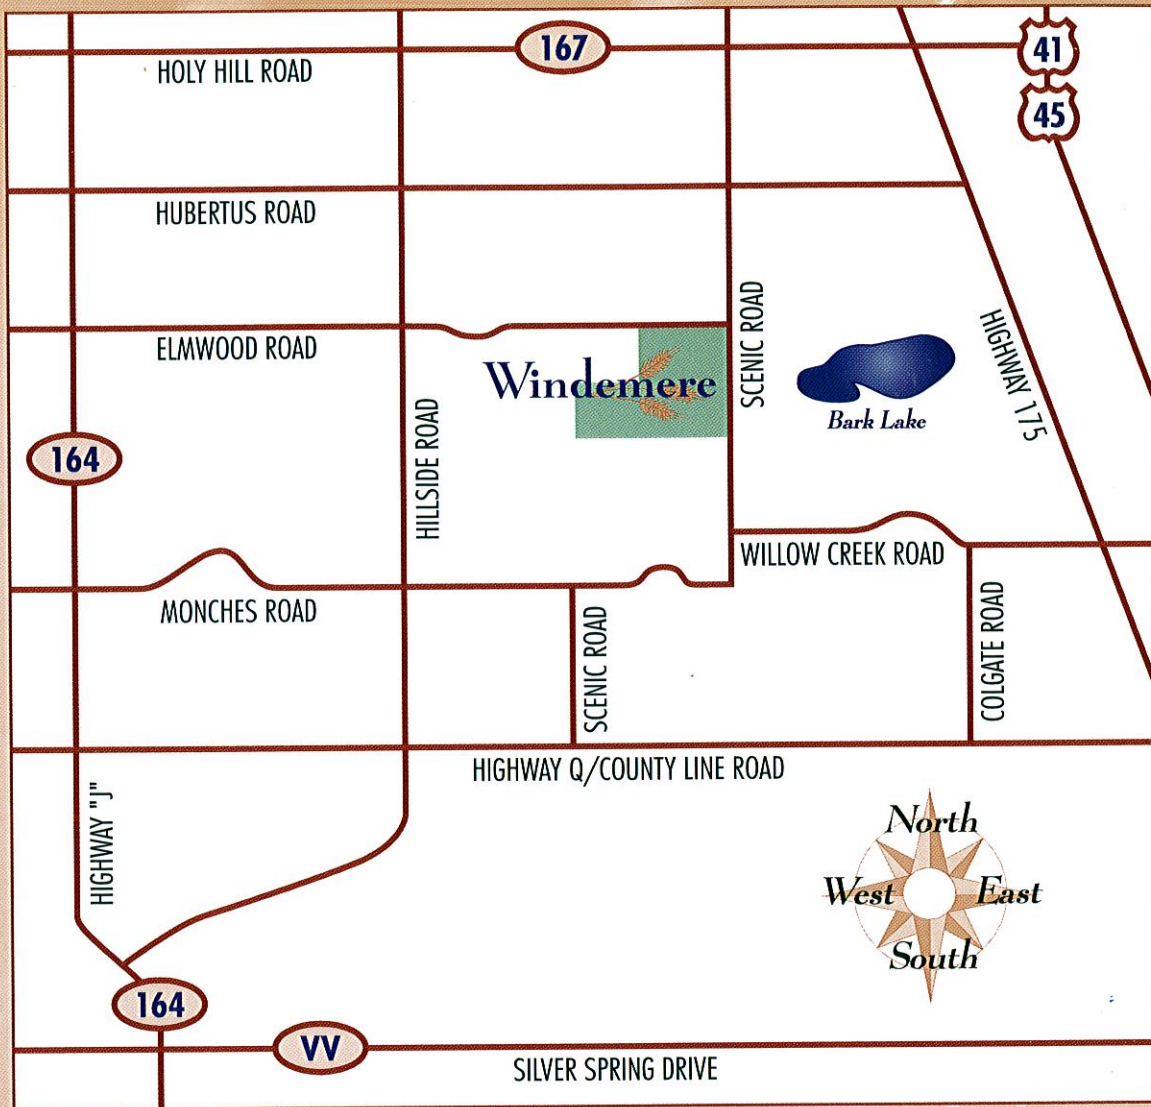 167
41
45
HOLY HILL ROAD
HUBERTUS ROAD
ELMWOOD ROAD
SCENIC ROAD
HIGHWAY 175
Windemere
Bark Lake
HILLSIDE ROAD
164
WILLOW CREEK ROAD
MONCHES ROAD
SCENIC ROAD
COLGATE ROAD
HIGHWAY Q/COUNTY LINE ROAD
HIGHWAY "J"
North
West East
South
164
VV
SILVER SPRING DRIVE